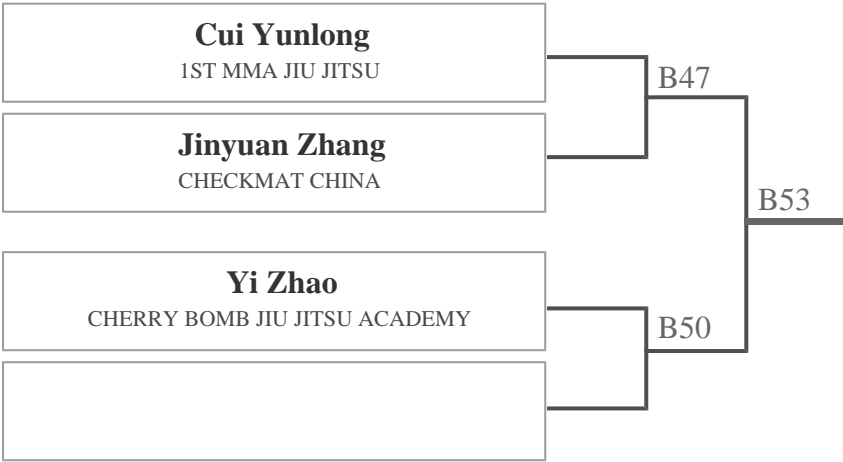 Cui Yunlong
1ST MMA JIU JITSU
B47
Jinyuan Zhang
CHECKMAT CHINA
B53
Yi Zhao
CHERRY BOMB JIU JITSU ACADEMY
B50